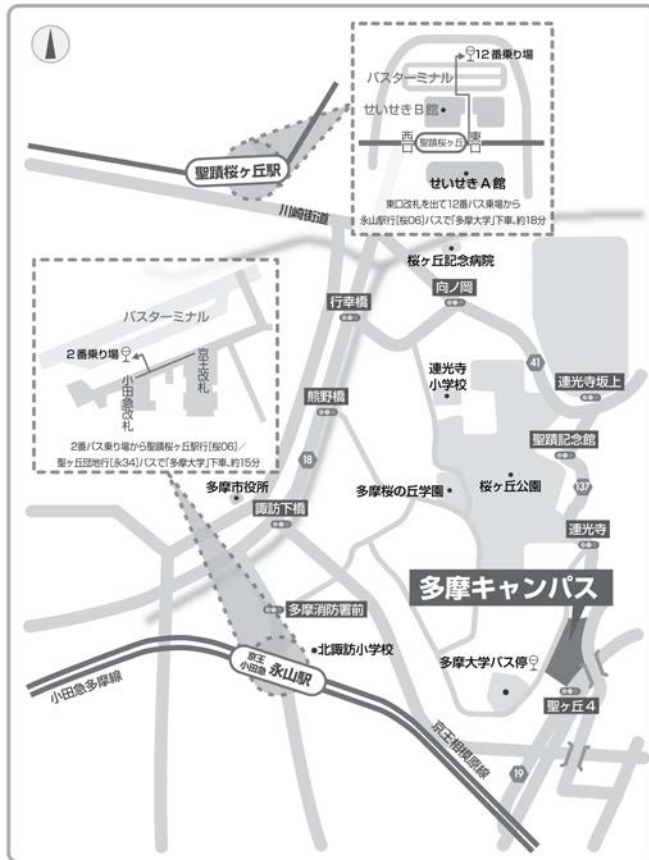 12番乗り場
バスターミナル
せいせきB館
西口
聖蹟桜ヶ丘
東口
せいせきA館
東口改札を出て12番バス乗場から
永山駅行[桜06]バスで「多摩大学」下車、約18分
聖蹟桜ヶ丘駅
川崎街道
桜ヶ丘記念病院
向ノ岡
行幸橋
バスターミナル
2番乗り場
京王改札
小田急改札
2番バス乗り場から聖蹟桜ヶ丘駅行[桜06]/
聖ヶ丘団地行[永34]バスで「多摩大学」下車、約15分
連光寺
小学校
41
連光寺坂上
熊野橋
聖蹟記念館
18
多摩市役所
多摩桜の丘学園
桜ヶ丘公園
137
諏訪下橋
連光寺
多摩キャンパス
多摩消防署前
北諏訪小学校
多摩大学バス停
京王
小田急
永山駅
小田急多摩線
聖ヶ丘4
京王相模原線
19